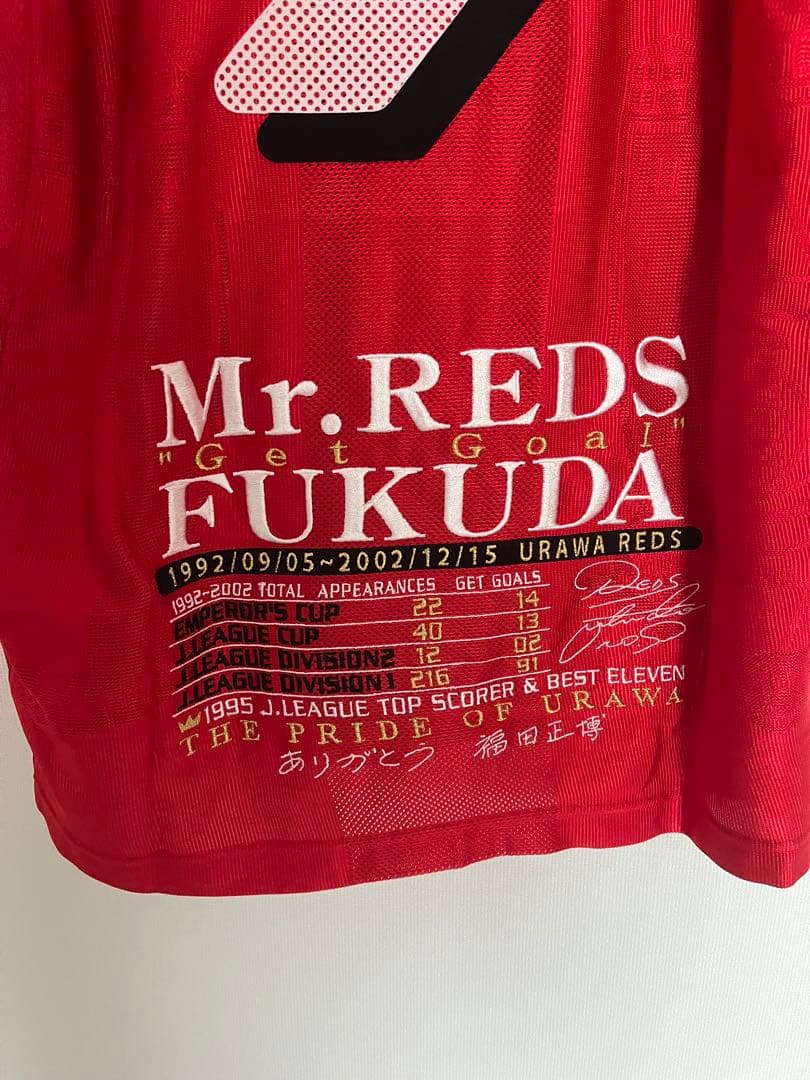 Mr.REDS
"Get Goal"
FUKUDA
1992/09/05~2002/12/15 URAWA REDS
1992-2002 TOTAL APPEARANCES GET GOALS
EMPEROR'S CUP 22 14
J.LEAGUE CUP 40 13
J.LEAGUE DIVISION2 12 02
J.LEAGUE DIVISION1 216 91
REDS
1995 J.LEAGUE TOP SCORER & BEST ELEVEN
THE PRIDE OF URAWA
ありがとう 福田正博